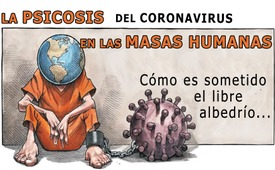 LA PSICOSIS DEL CORONAVIRUS
EN LAS MASAS HUMANAS
Cómo es sometido
el libre
albedrío...